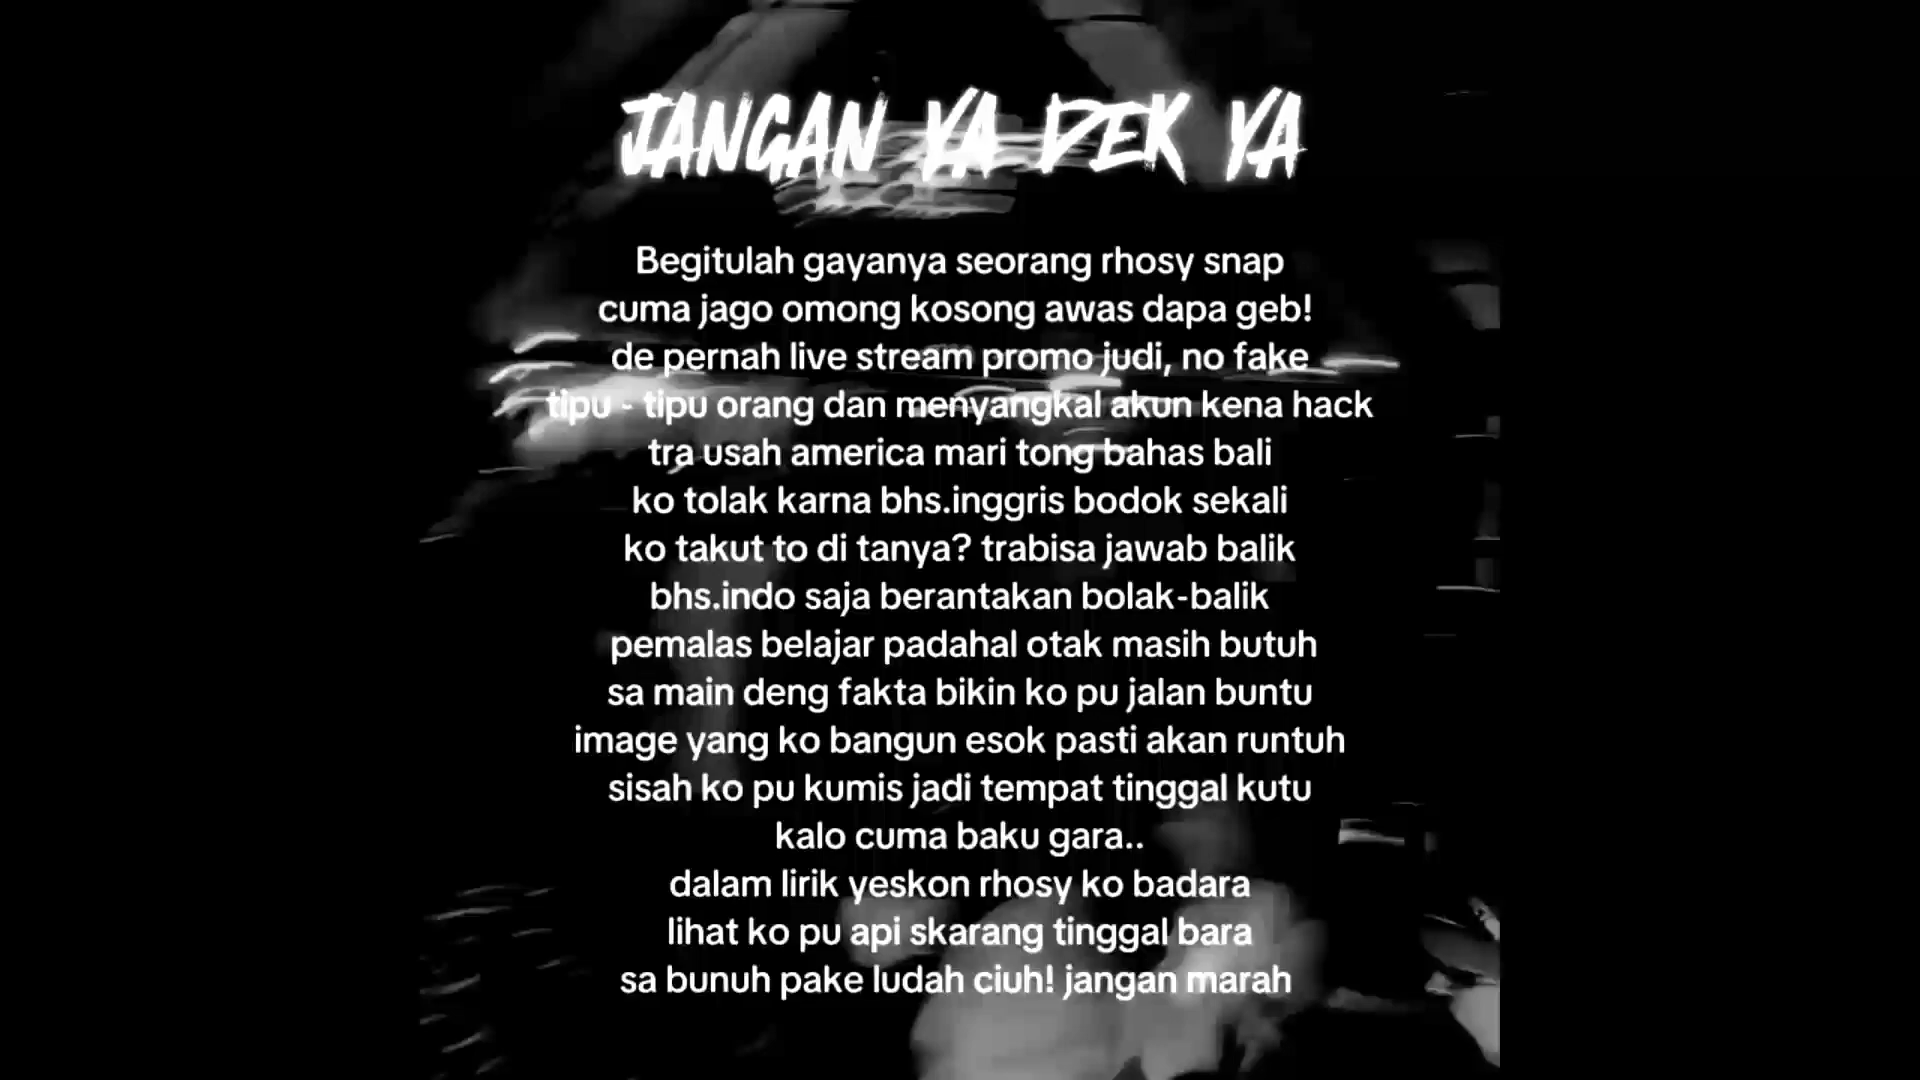 JANGAN YA DEK YA
Begitulah gayanya seorang rhosy snap
cuma jago omong kosong awas dapa geb!
de pernah live stream promo judi, no fake
tipu - tipu orang dan menyangkal akun kena hack
tra usah america mari tong bahas bali
ko tolak karna bhs.inggris bodok sekali
ko takut to di tanya? trabisa jawab balik
bhs.indo saja berantakan bolak-balik
pemalas belajar padahal otak masih butuh
sa main deng fakta bikin ko pu jalan buntu
image yang ko bangun esok pasti akan runtuh
sisah ko pu kumis jadi tempat tinggal kutu
kalo cuma baku gara..
dalam lirik yeskon rhosy ko badara
lihat ko pu api skarang tinggal bara
sa bunuh pake ludah ciuh! jangan marah